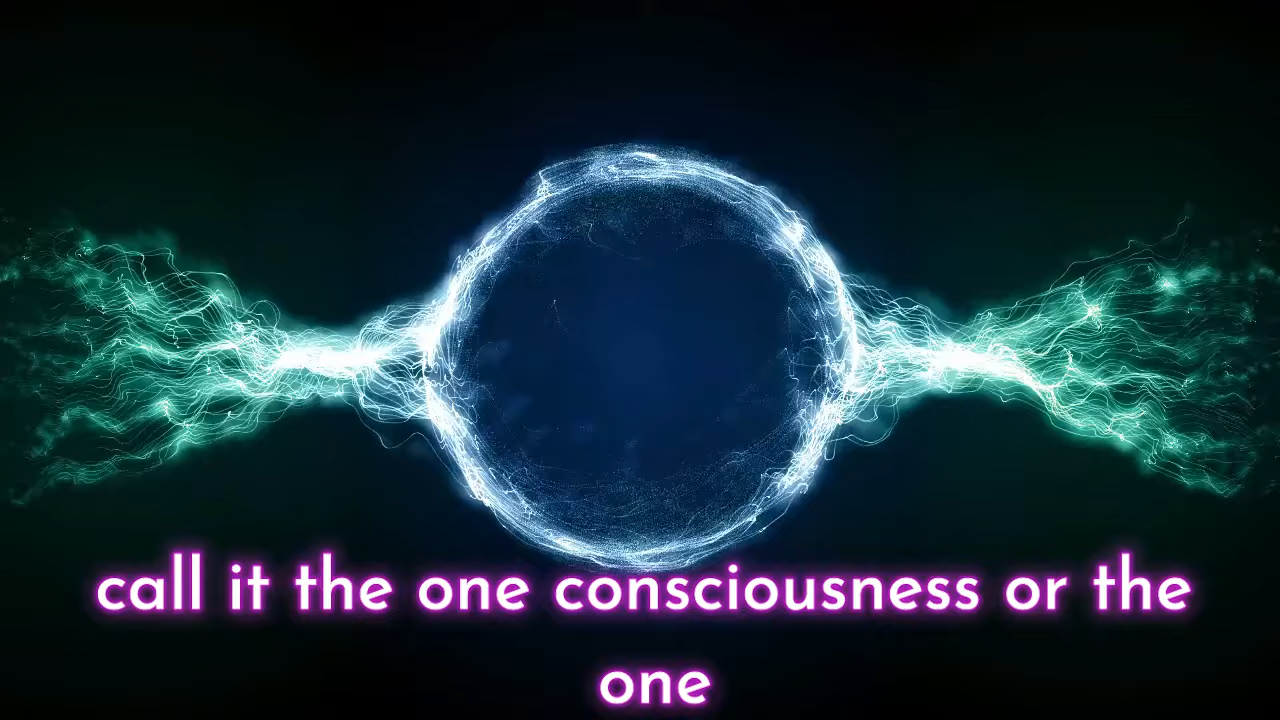 call it the one consciousness or the
one